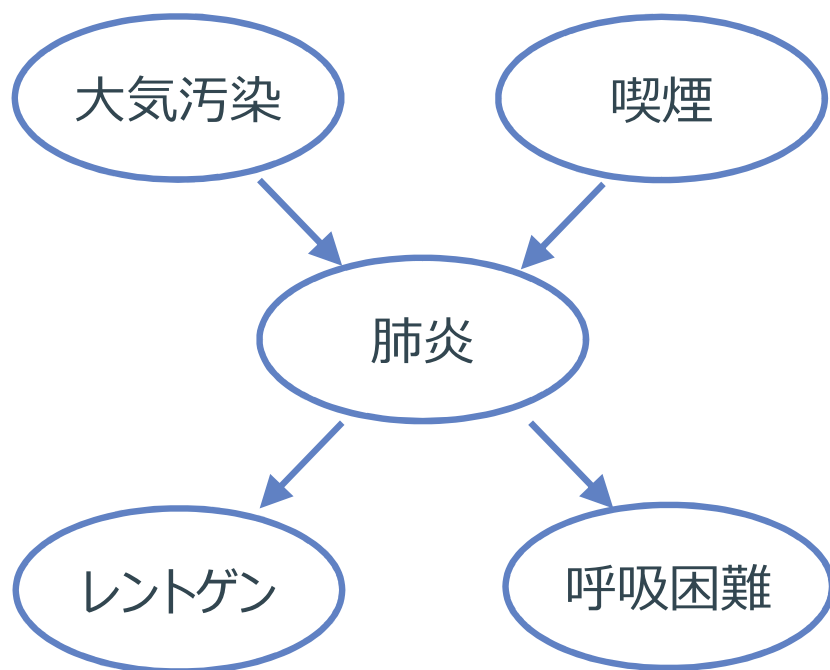 大気汚染
喫煙
肺炎
レントゲン
呼吸困難